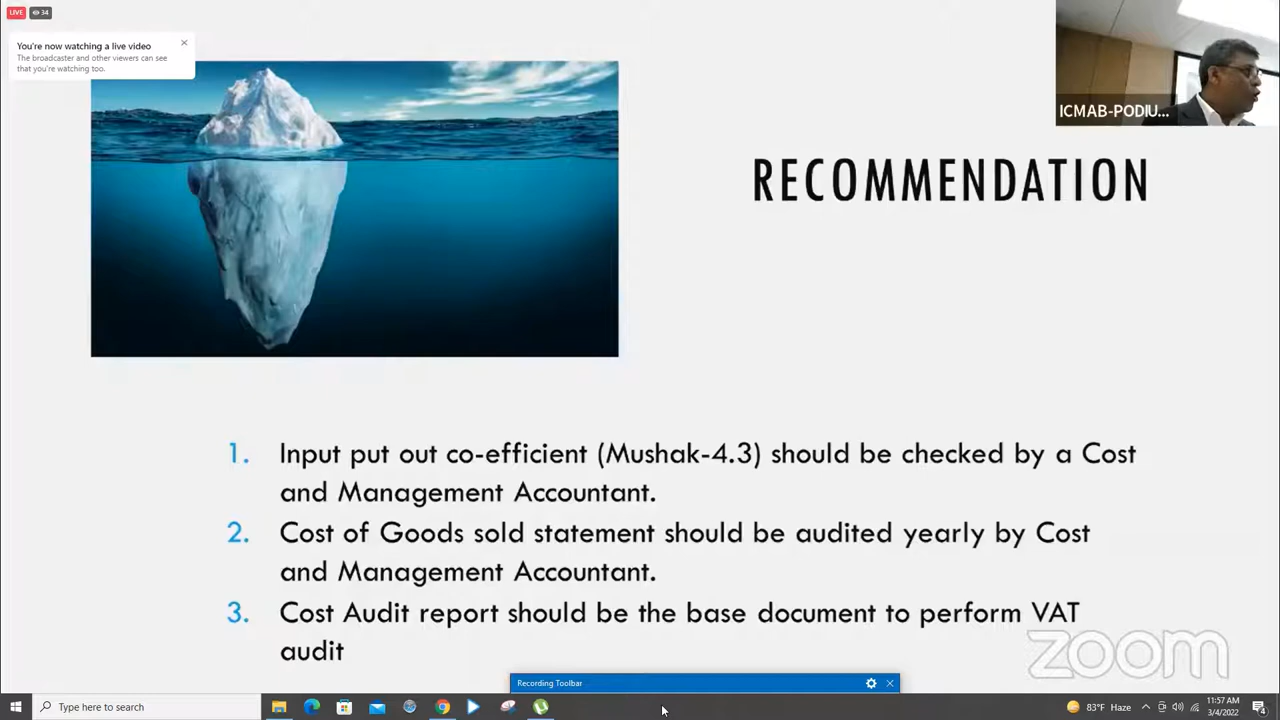 LIVE 34
You're now watching a live video
The broadcaster and other viewers can see
that you're watching too.
ICMAB-PODIU...
RECOMMENDATION
1. Input put out co-efficient (Mushak-4.3) should be checked by a Cost
and Management Accountant.
2. Cost of Goods sold statement should be audited yearly by Cost
and Management Accountant.
3. Cost Audit report should be the base document to perform VAT
audit
zoom
Recording Toolbar
Type here to search
83°F Haze
11:57 AM
3/4/2022
4